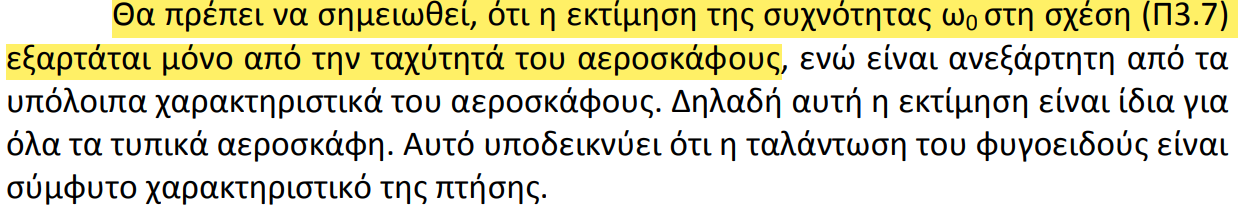 Θα πρέπει να σημειωθεί, ότι η εκτίμηση της συχνότητας ω₀ στη σχέση (Π3.7)
εξαρτάται μόνο από την ταχύτητά του αεροσκάφους, ενώ είναι ανεξάρτητη από τα
υπόλοιπα χαρακτηριστικά του αεροσκάφους. Δηλαδή αυτή η εκτίμηση είναι ίδια για
όλα τα τυπικά αεροσκάφη. Αυτό υποδεικνύει ότι η ταλάντωση του φυγοειδούς είναι
σύμφυτο χαρακτηριστικό της πτήσης.